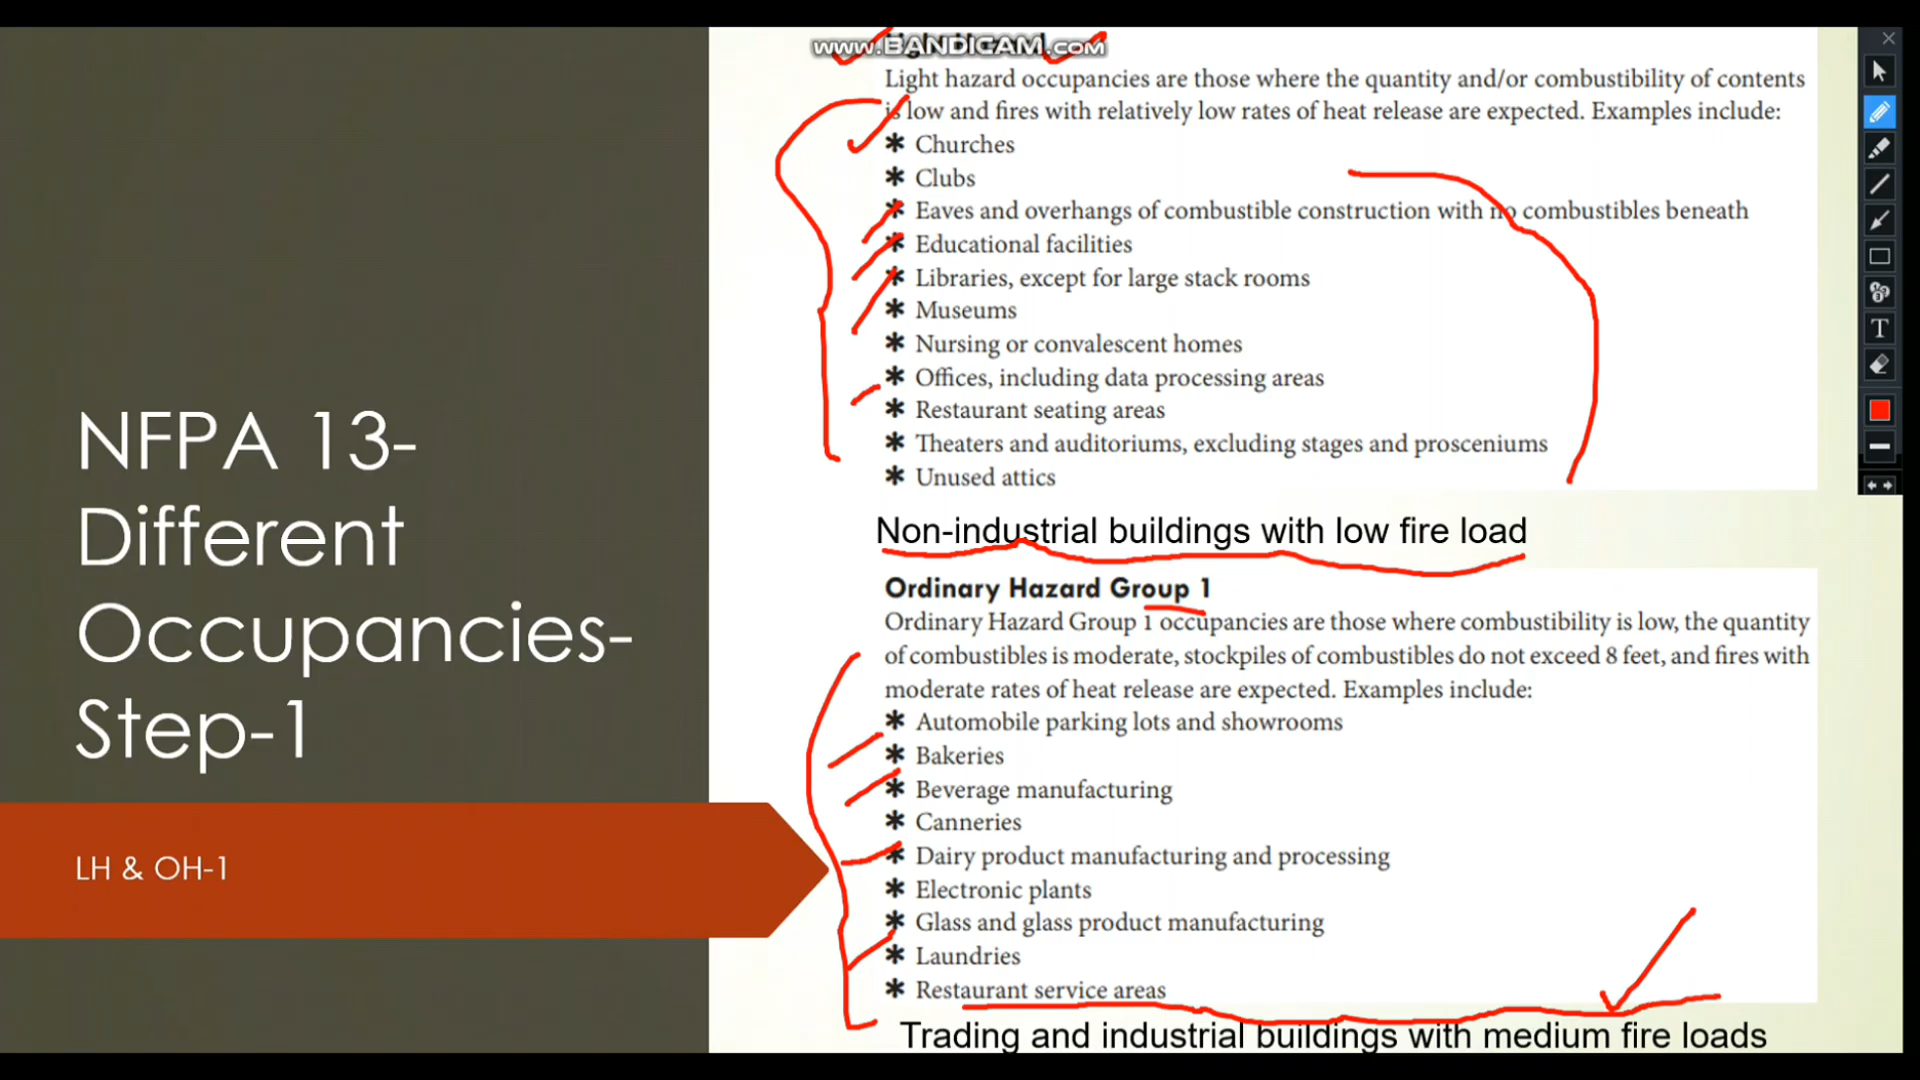 www.BANDICAM.com
Light hazard occupancies are those where the quantity and/or combustibility of contents
is low and fires with relatively low rates of heat release are expected. Examples include:
✱ Churches
✱ Clubs
✱ Eaves and overhangs of combustible construction with no combustibles beneath
✱ Educational facilities
✱ Libraries, except for large stack rooms
✱ Museums
✱ Nursing or convalescent homes
✱ Offices, including data processing areas
✱ Restaurant seating areas
✱ Theaters and auditoriums, excluding stages and prosceniums
✱ Unused attics
Non-industrial buildings with low fire load
Ordinary Hazard Group 1
Ordinary Hazard Group 1 occupancies are those where combustibility is low, the quantity
of combustibles is moderate, stockpiles of combustibles do not exceed 8 feet, and fires with
moderate rates of heat release are expected. Examples include:
✱ Automobile parking lots and showrooms
✱ Bakeries
✱ Beverage manufacturing
✱ Canneries
✱ Dairy product manufacturing and processing
✱ Electronic plants
✱ Glass and glass product manufacturing
✱ Laundries
✱ Restaurant service areas
Trading and industrial buildings with medium fire loads
NFPA 13-
Different
Occupancies-
Step-1
LH & OH-1